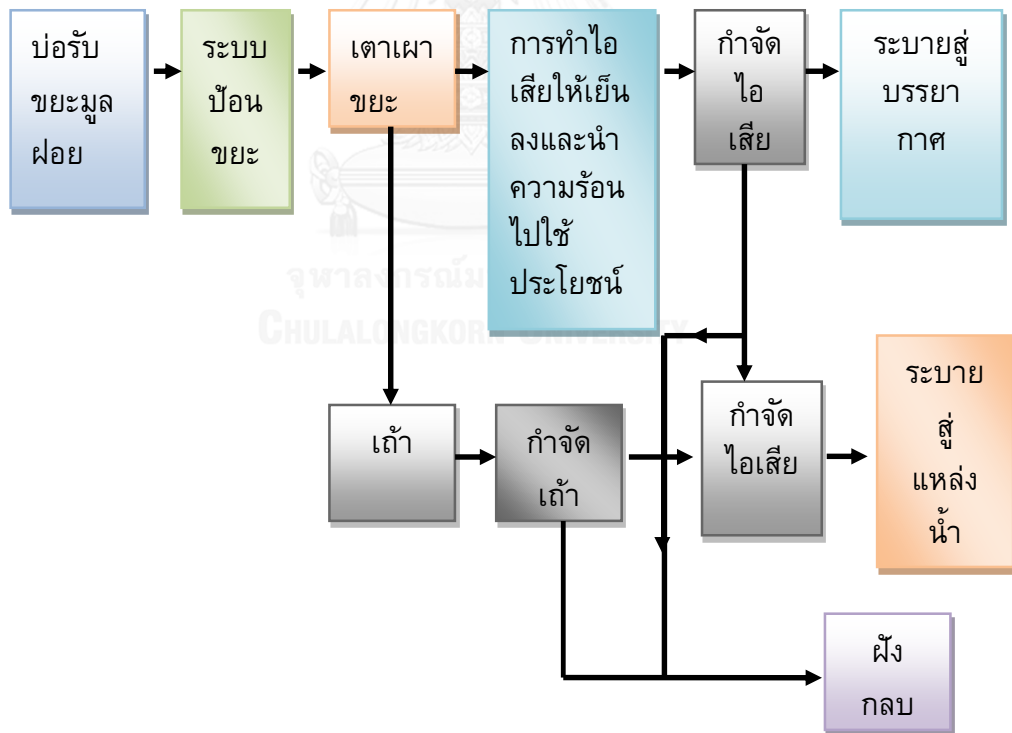 บ่อรับ
ขยะมูล
ฝอย
ระบบ
ป้อน
ขยะ
เตาเผา
ขยะ
การทำไอ
เสียให้เย็น
ลงและนำ
ความร้อน
ไปใช้
ประโยชน์
กำจัด
ไอ
เสีย
ระบายสู่
บรรยา
กาศ
เถ้า
กำจัด
เถ้า
กำจัด
ไอเสีย
ระบาย
สู่
แหล่ง
น้ำ
ฝัง
กลบ